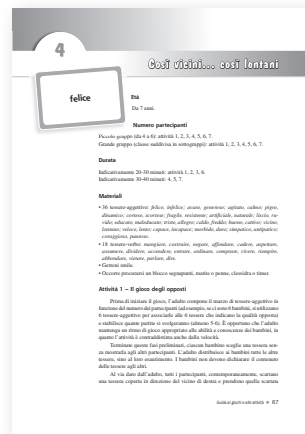 4
Così vicini... così lontani
felice
Età
Da 7 anni.
Numero partecipanti
Piccolo gruppo (da 4 a 6): attività 1, 2, 3, 4, 5, 6, 7.
Grande gruppo (classe suddivisa in sottogruppi): attività 1, 2, 3, 4, 5, 6, 7.
Durata
Indicativamente 20-30 minuti: attività 1, 2, 3, 6.
Indicativamente 30-40 minuti: 4, 5, 7.
Materiali
• 36 tessere-aggettivo: felice, infelice; avaro, generoso; agitato, calmo; pigro,
dinamico; cortese, scortese; fragile, resistente; artificiale, naturale; liscio, ru-
vido; educato, maleducato; triste, allegro; caldo, freddo; buono, cattivo; vicino,
lontano; veloce, lento; capace, incapace; morbido, duro; simpatico, antipatico;
coraggioso, pauroso.
• 18 tessere-verbo: mangiare, costruire, negare, affondare, cadere, aspettare,
assumere, dividere, accendere, entrare, ordinare, comprare, vivere, riempire,
abbondare, vietare, parlare, dire.
• Gettoni smile.
• Occorre procurarsi un blocco segnapunti, matita o penna, clessidra o timer.
Attività 1 – Il gioco degli opposti
Prima di iniziare il gioco, l'adulto compone il mazzo di tessere-aggettivo in
funzione del numero dei partecipanti (ad esempio, se ci sono 6 bambini, si utilizzano
6 tessere-aggettivo per associarle alle 6 tessere che indicano la qualità opposta)
e stabilisce quante partite si svolgeranno (almeno 5-6). È opportuno che l'adulto
mantenga un ritmo di gioco appropriato alle abilità e conoscenze dei bambini, in
quanto l'attività è contraddistinta anche dalla velocità.
Terminate queste fasi preliminari, ciascun bambino sceglie una tessera sen-
za mostrarla agli altri partecipanti. L'adulto distribuisce ai bambini tutte le altre
tessere, sino al loro esaurimento. I bambini non devono dichiarare il contenuto
delle tessere agli altri.
Al via dato dall'adulto, tutti i partecipanti, contemporaneamente, scartano
una tessera coperta in direzione del vicino di destra e prendono quella scartata
Guida ai giochi e alle attività • 67